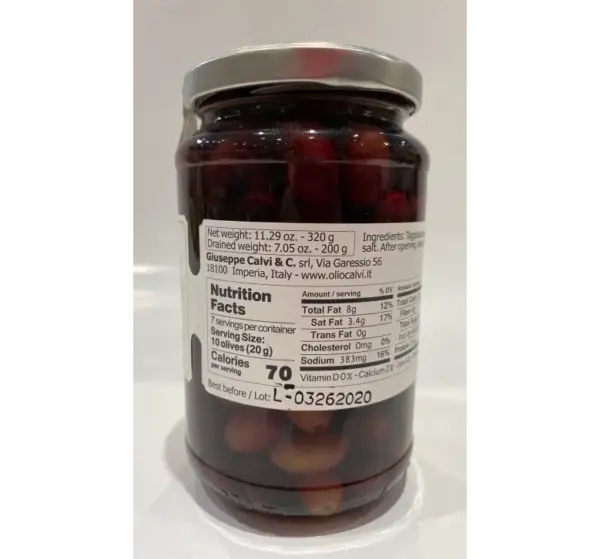 Net weight: 11.29 oz. - 320 g
Drained weight: 7.05 oz. - 200 g
Giuseppe Calvi & C. srl, Via Garessio 56
18100 Imperia, Italy - www.oliocalvi.it
Ingredients:
salt. After opening,
Nutrition
Facts
7 servings per container
Serving Size:
10 olives (20 g)
Calories
per serving 70
Amount / serving % DV
Total Fat 8g 12%
Sat Fat 3.4g 17%
Trans Fat 0g
Cholesterol 0mg 0%
Sodium 383mg 16%
Vitamin D 0% - Calcium 2%
Best before / Lot: L-03262020